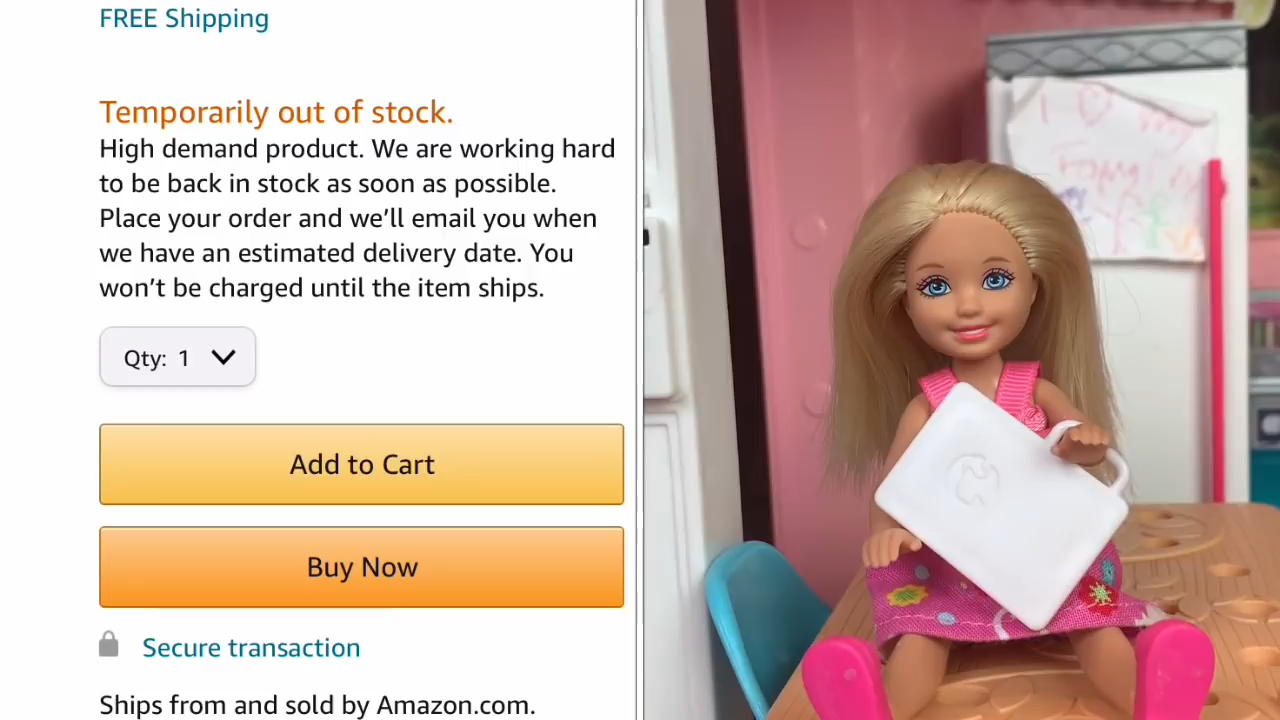 FREE Shipping
Temporarily out of stock.
High demand product. We are working hard
to be back in stock as soon as possible.
Place your order and we’ll email you when
we have an estimated delivery date. You
won’t be charged until the item ships.
Qty: 1
Add to Cart
Buy Now
Secure transaction
Ships from and sold by Amazon.com.
I ♡ my